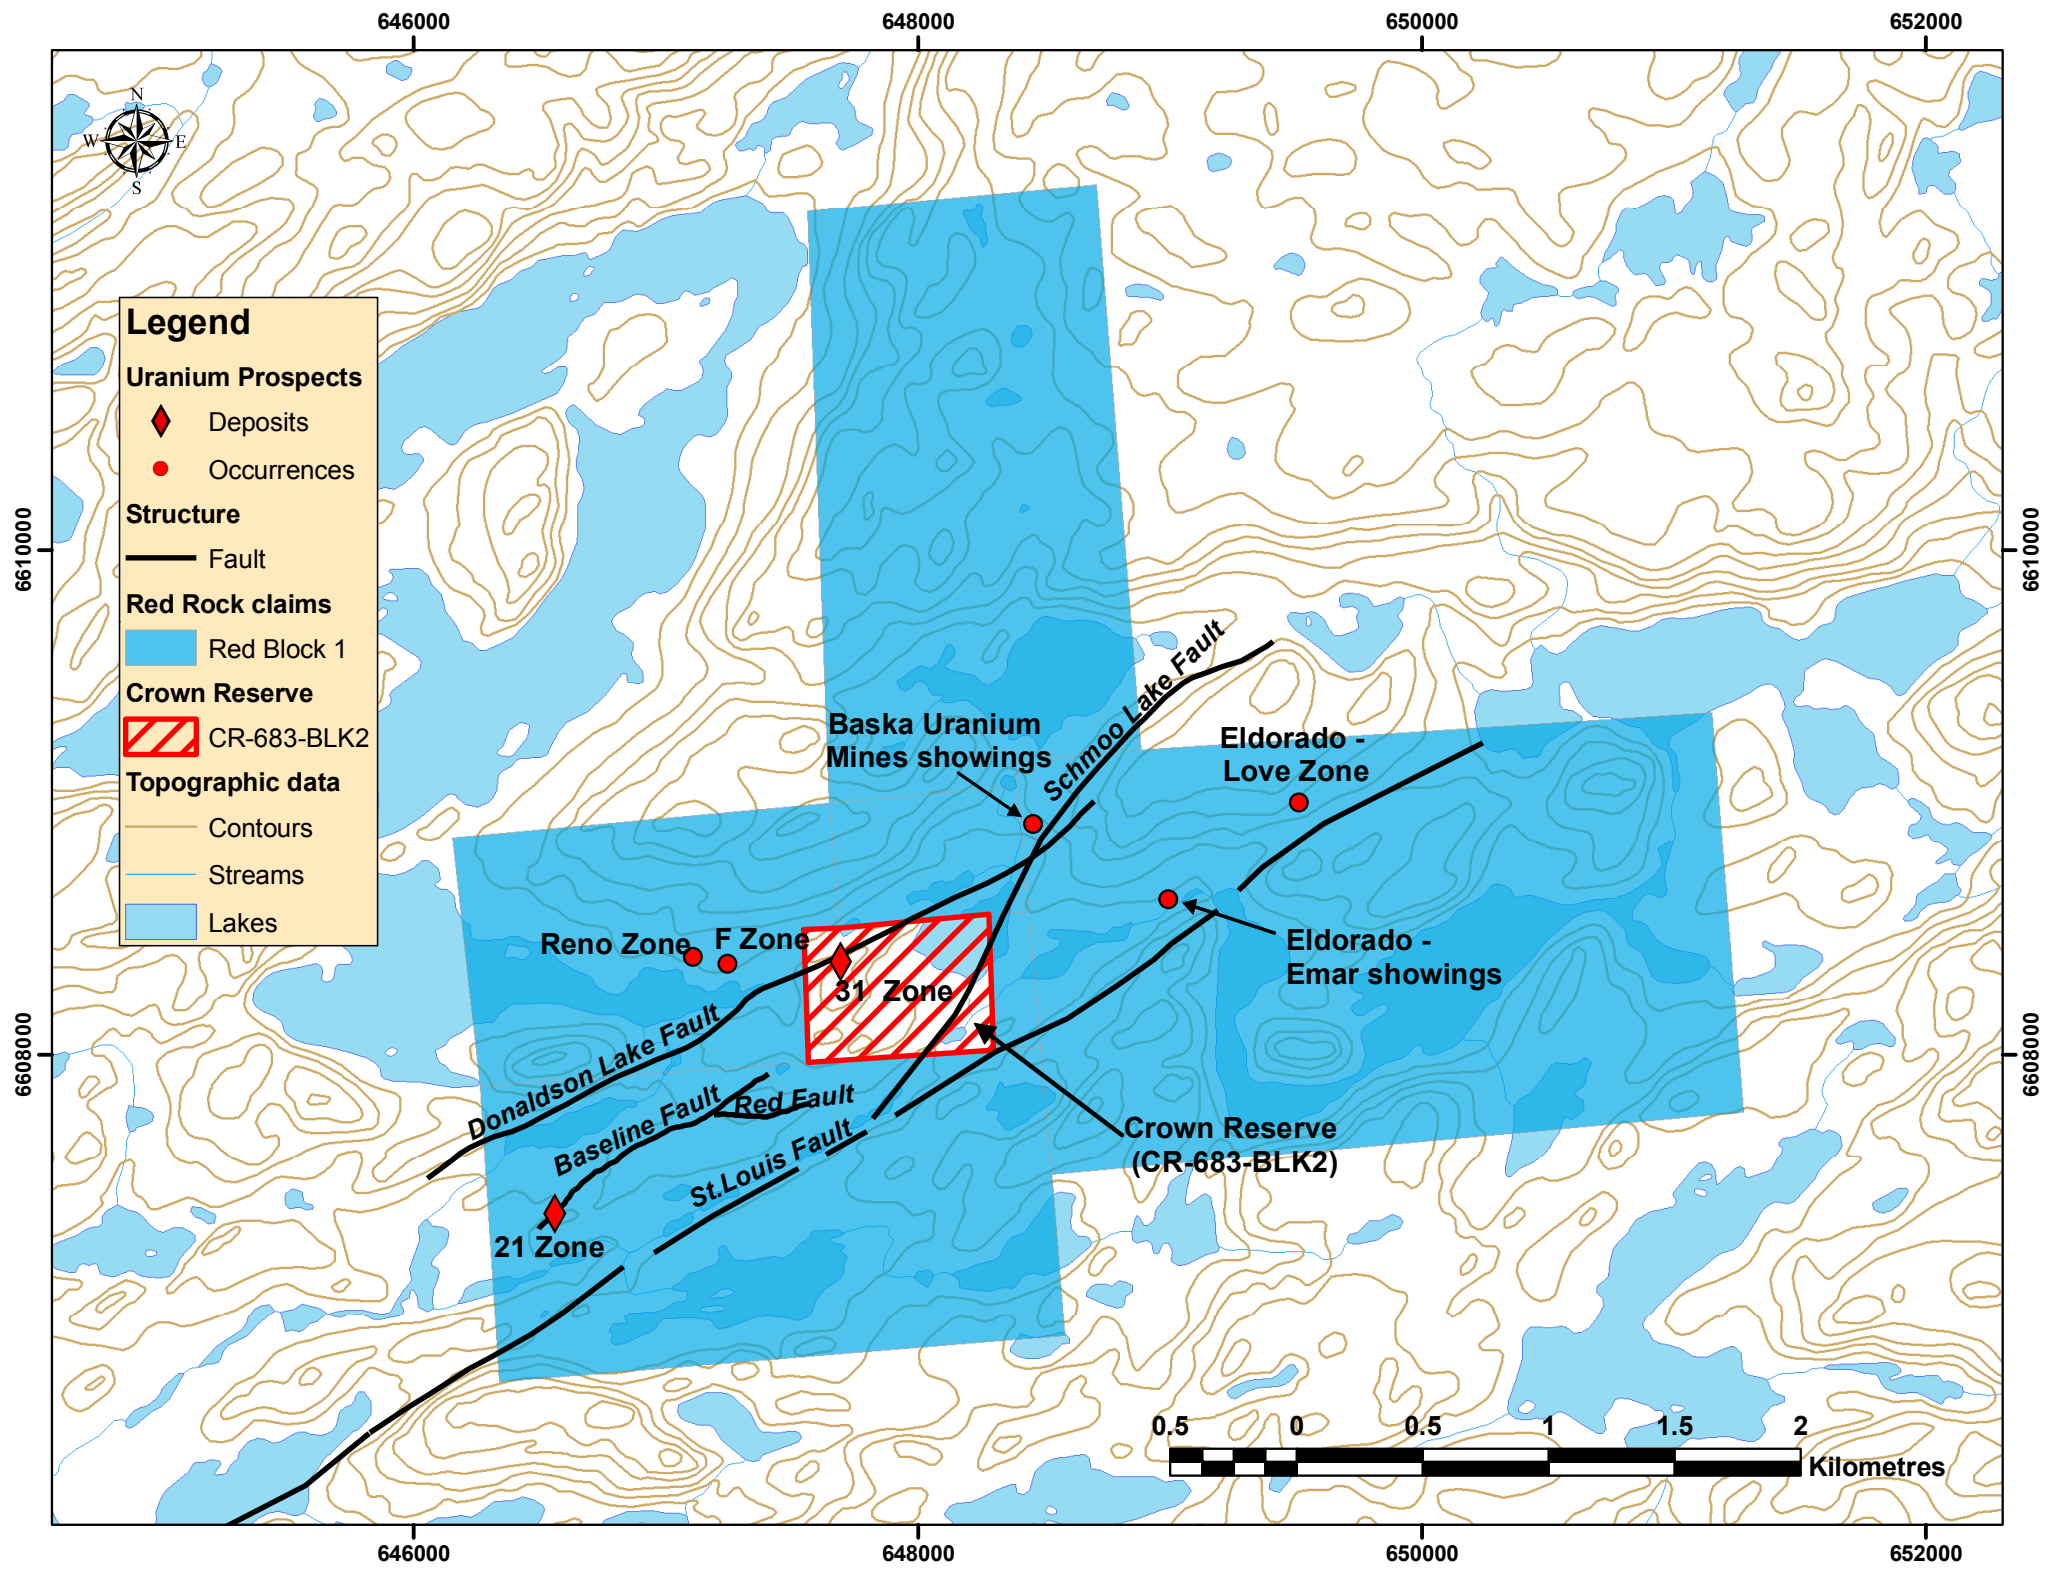 646000 648000 650000 652000
N
W E
S
Legend
Uranium Prospects
Deposits
Occurrences
Structure
Fault
Red Rock claims
Red Block 1
Crown Reserve
CR-683-BLK2
Topographic data
Contours
Streams
Lakes
6610000
6610000
Schmoo Lake Fault
Baska Uranium
Mines showings
Eldorado -
Love Zone
Reno Zone
F Zone
31 Zone
Eldorado -
Emar showings
Donaldson Lake Fault
Baseline Fault
Red Fault
St.Louis Fault
21 Zone
Crown Reserve
(CR-683-BLK2)
6608000
6608000
0.5 0 0.5 1 1.5 2
Kilometres
646000 648000 650000 652000